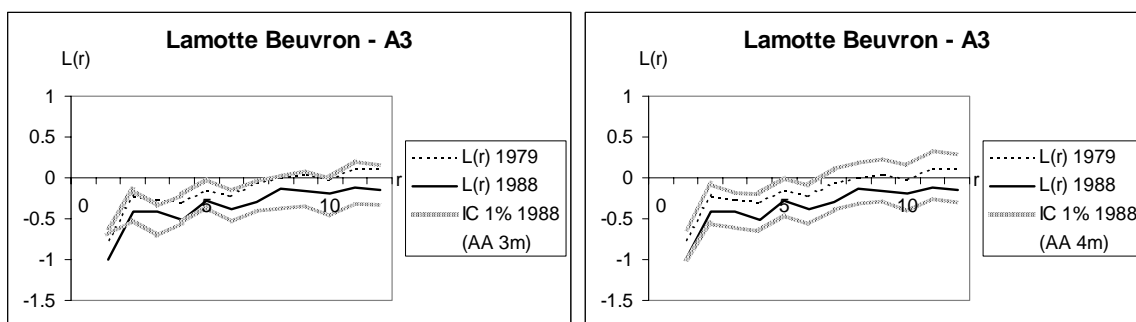 Lamotte Beuvron - A3
L(r)
1
0.5
0
-0.5
-1
-1.5
0
5
10
r
L(r) 1979
L(r) 1988
IC 1% 1988
(AA 3m)
Lamotte Beuvron - A3
L(r)
1
0.5
0
-0.5
-1
-1.5
0
5
10
r
L(r) 1979
L(r) 1988
IC 1% 1988
(AA 4m)